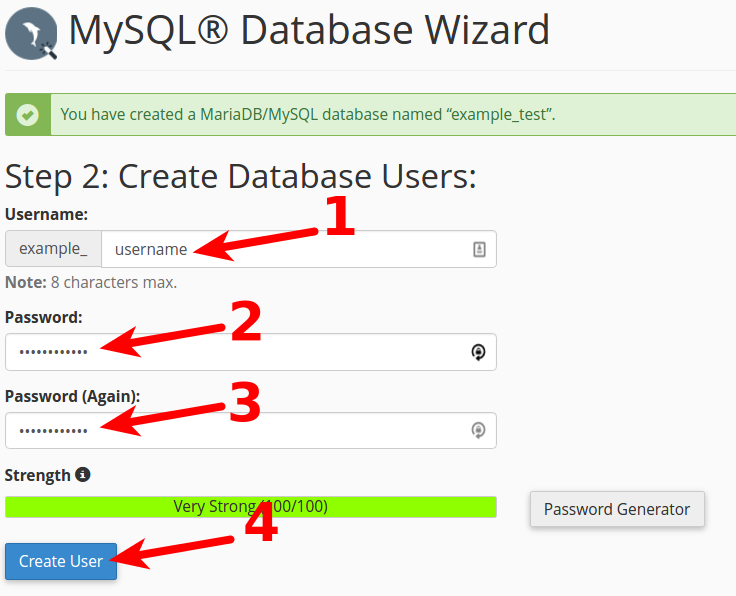 MySQL® Database Wizard
You have created a MariaDB/MySQL database named “example_test”.
Step 2: Create Database Users:
1
Username:
example_ username
Note: 8 characters max.
2
Password:
••••••••••••
3
Password (Again):
••••••••••••
Strength
Very Strong (100/100)
Password Generator
4
Create User